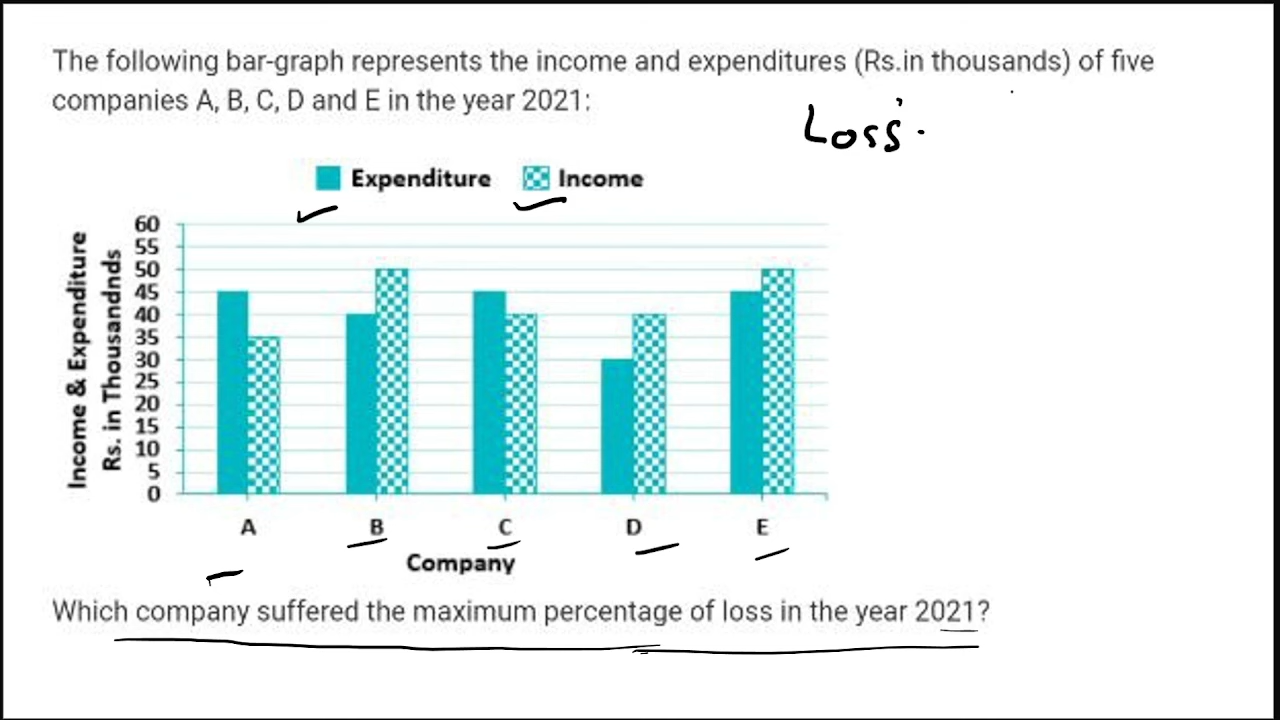 The following bar-graph represents the income and expenditures (Rs.in thousands) of five
companies A, B, C, D and E in the year 2021:
Loss.
Expenditure Income
Income & Expenditure
Rs. in Thousandnds
60
55
50
45
40
35
30
25
20
15
10
5
0
A B C D E
Company
Which company suffered the maximum percentage of loss in the year 2021?